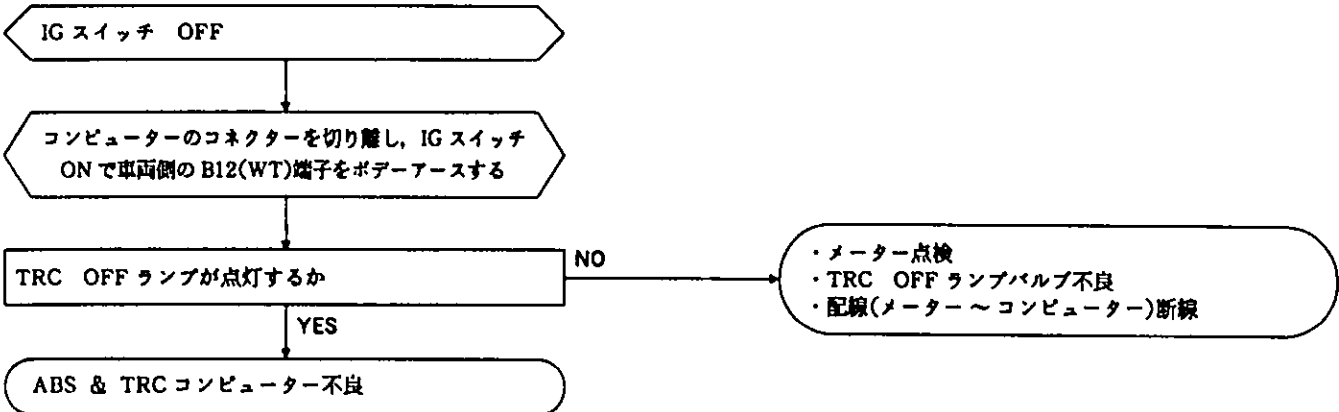 IG スイッチ OFF
コンピューターのコネクターを切り離し，IG スイッチ
ON で車両側の B12(WT)端子をボデーアースする
TRC OFF ランプが点灯するか
NO
・メーター点検
・TRC OFF ランプバルブ不良
・配線(メーター ～ コンピューター)断線
YES
ABS & TRC コンピューター不良